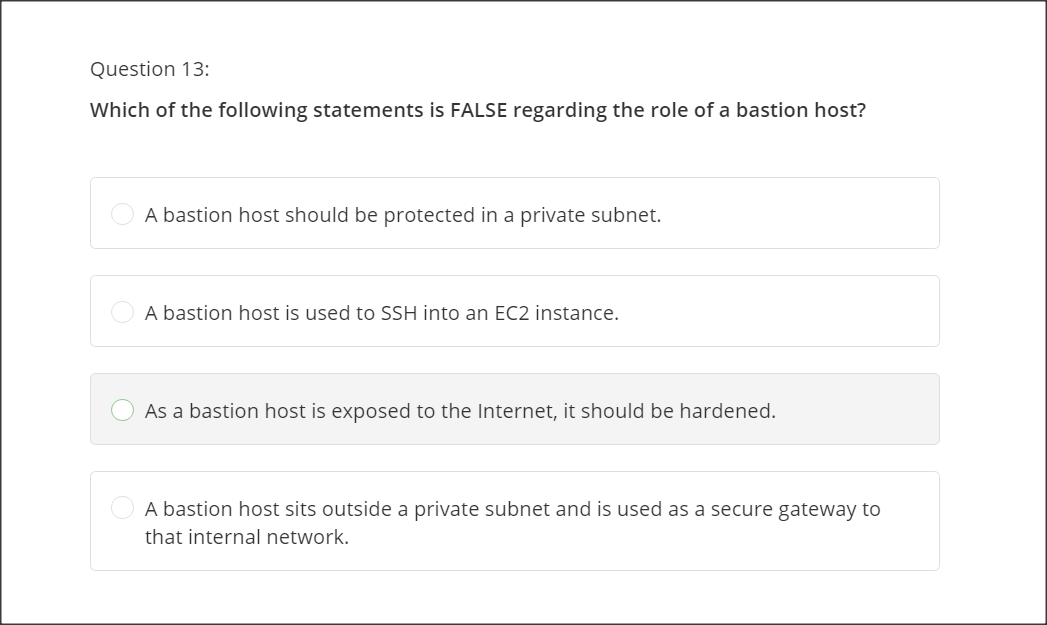 Question 13:
Which of the following statements is FALSE regarding the role of a bastion host?
A bastion host should be protected in a private subnet.
A bastion host is used to SSH into an EC2 instance.
As a bastion host is exposed to the Internet, it should be hardened.
A bastion host sits outside a private subnet and is used as a secure gateway to
that internal network.